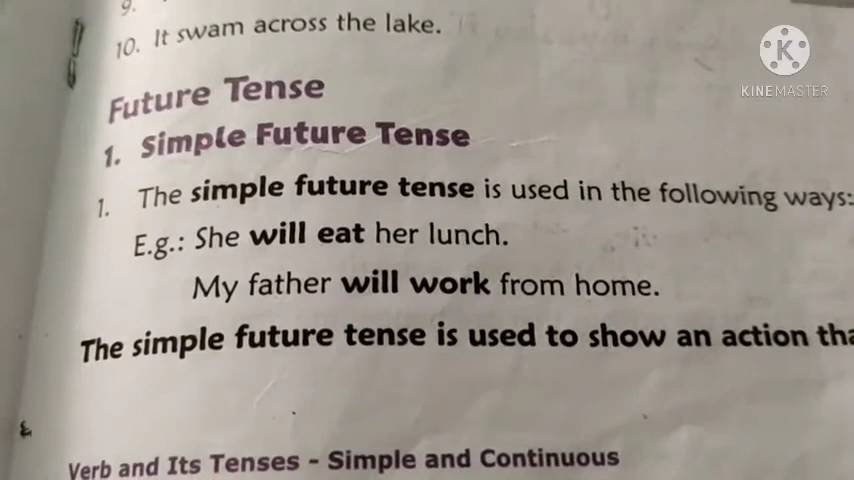 9.
10. It swam across the lake.
K
KINEMASTER
Future Tense
1. Simple Future Tense
1. The simple future tense is used in the following ways:
E.g.: She will eat her lunch.
My father will work from home.
The simple future tense is used to show an action tha
Verb and Its Tenses - Simple and Continuous